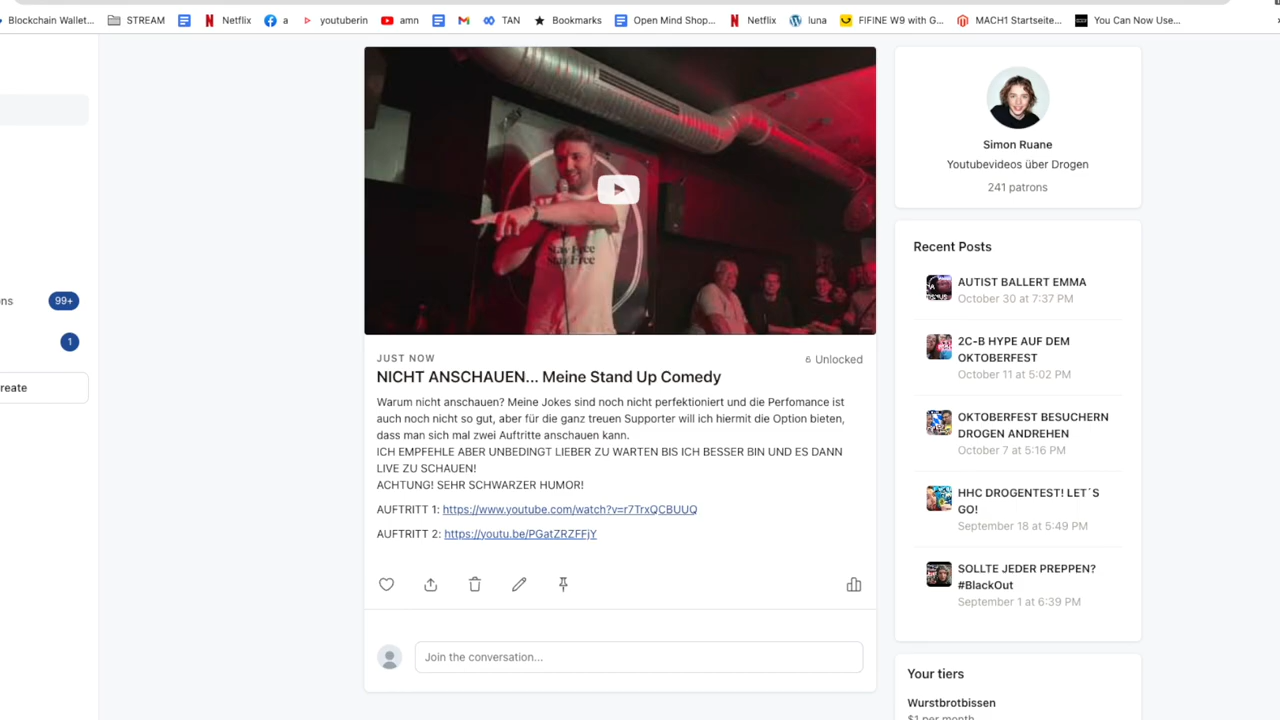 Blockchain Wallet...
STREAM
Netflix
a
youtuberin
amn
TAN
Bookmarks
Open Mind Shop...
Netflix
luna
FIFINE W9 with G...
MACH1 Startseite...
You Can Now Use...
ns
99+
1
reate
Stay Free
Stay Free
JUST NOW
6 Unlocked
NICHT ANSCHAUEN... Meine Stand Up Comedy
Warum nicht anschauen? Meine Jokes sind noch nicht perfektioniert und die Perfomance ist
auch noch nicht so gut, aber für die ganz treuen Supporter will ich hiermit die Option bieten,
dass man sich mal zwei Auftritte anschauen kann.
ICH EMPFEHLE ABER UNBEDINGT LIEBER ZU WARTEN BIS ICH BESSER BIN UND ES DANN
LIVE ZU SCHAUEN!
ACHTUNG! SEHR SCHWARZER HUMOR!
AUFTRITT 1: https://www.youtube.com/watch?v=r7TrxQCBUUQ
AUFTRITT 2: https://youtu.be/PGatZRZFFjY
Join the conversation...
Simon Ruane
Youtubevideos über Drogen
241 patrons
Recent Posts
AUTIST BALLERT EMMA
October 30 at 7:37 PM
2C-B HYPE AUF DEM
OKTOBERFEST
October 11 at 5:02 PM
OKTOBERFEST BESUCHERN
DROGEN ANDREHEN
October 7 at 5:16 PM
HHC DROGENTEST! LET´S
GO!
September 18 at 5:49 PM
SOLLTE JEDER PREPPEN?
#BlackOut
September 1 at 6:39 PM
Your tiers
Wurstbrotbissen
$1 per month